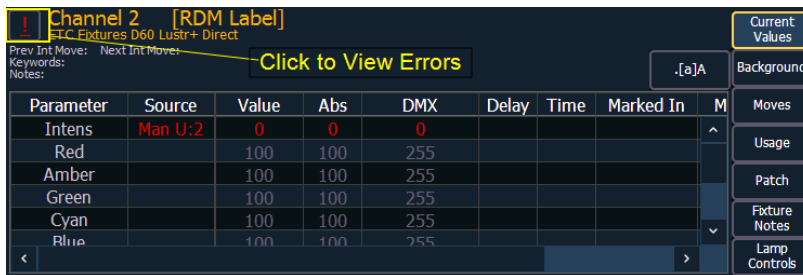 ! Channel 2 [RDM Label]
ETC Fixtures D60 Lustr+ Direct
Prev Int Move: Next Int Move:
Keywords:
Notes:
Click to View Errors
.[a]A
Parameter Source Value Abs DMX Delay Time Marked In M
Intens Man U:2 0 0 0
Red 100 100 255
Amber 100 100 255
Green 100 100 255
Cyan 100 100 255
Blue 100 100 255
Current
Values
Background
Moves
Usage
Patch
Fixture
Notes
Lamp
Controls